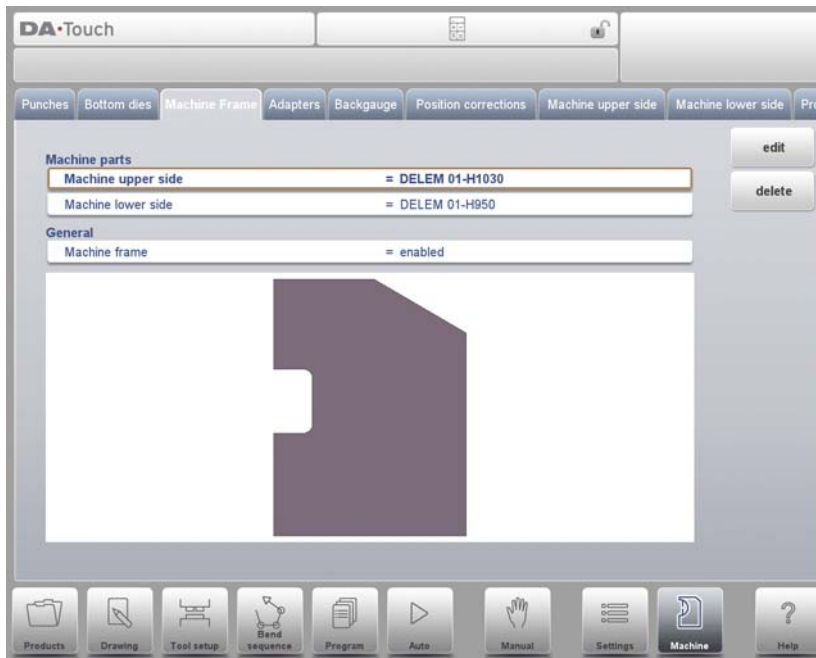 DA•Touch
Punches Bottom dies Machine Frame Adapters Backgauge Position corrections Machine upper side Machine lower side Pr
edit
delete
Machine parts
Machine upper side = DELEM 01-H1030
Machine lower side = DELEM 01-H950
General
Machine frame = enabled
Products Drawing Tool setup Bend sequence Program Auto Manual Settings Machine Help